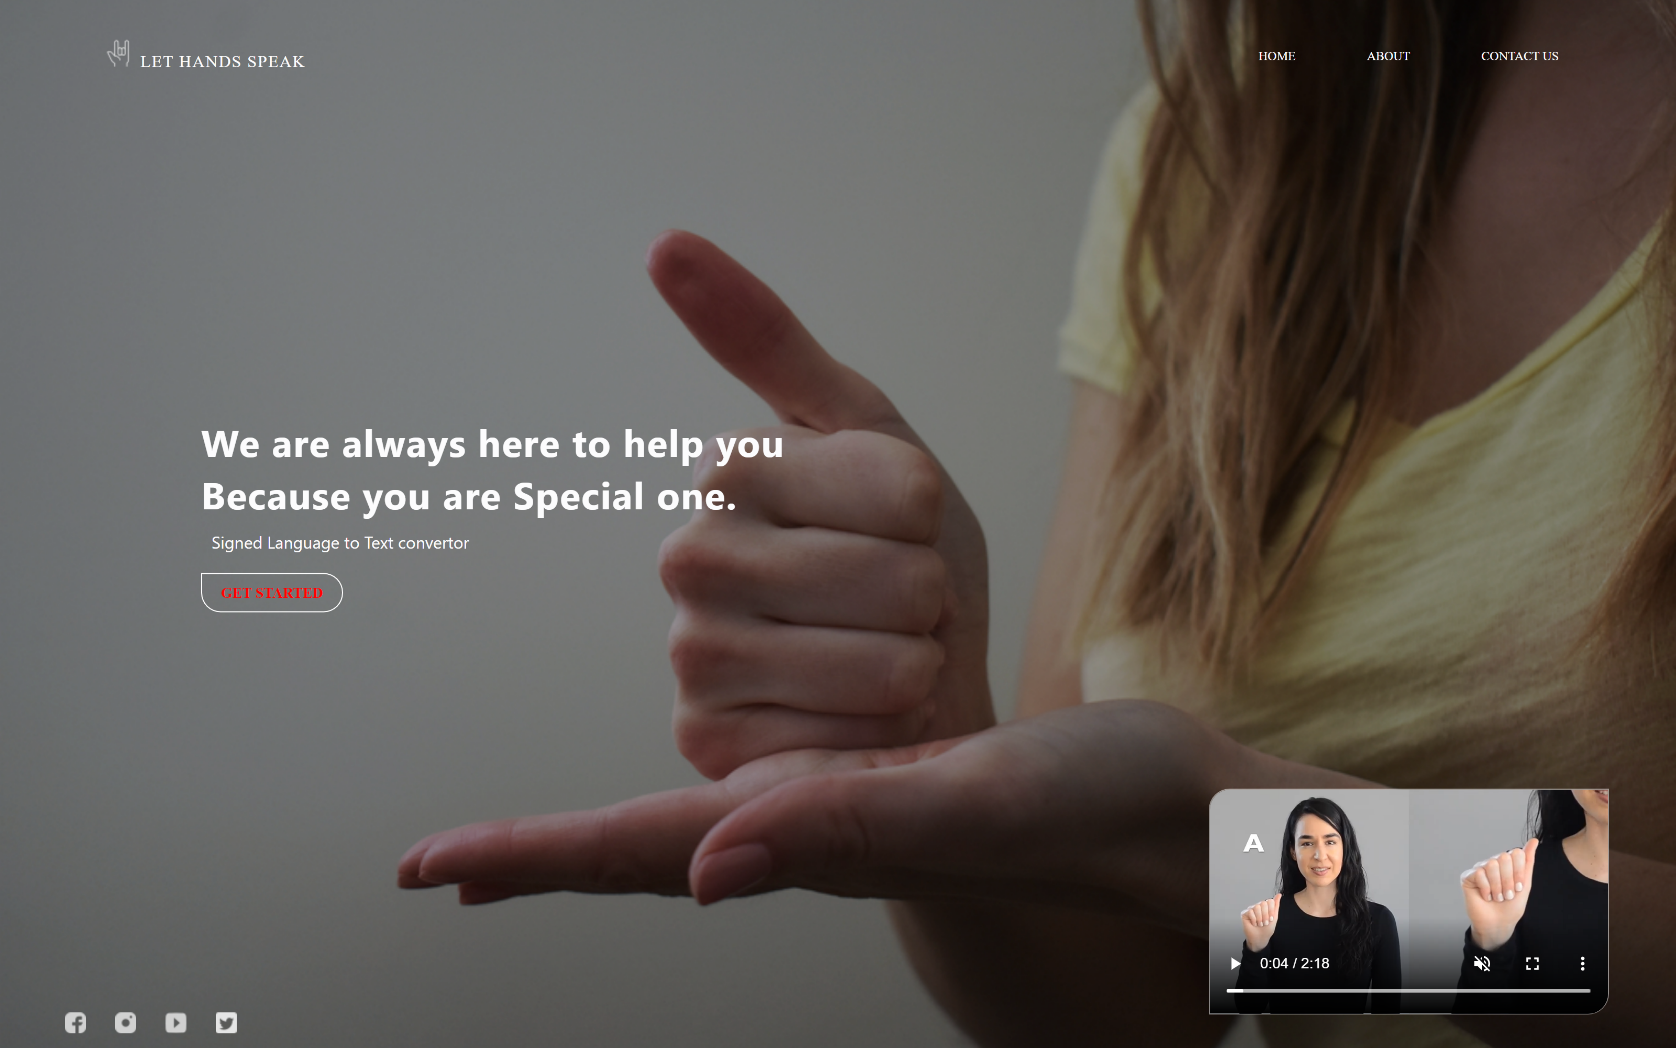 LET HANDS SPEAK
HOME
ABOUT
CONTACT US
We are always here to help you
Because you are Special one.
Signed Language to Text convertor
GET STARTED
A
0:04 / 2:18